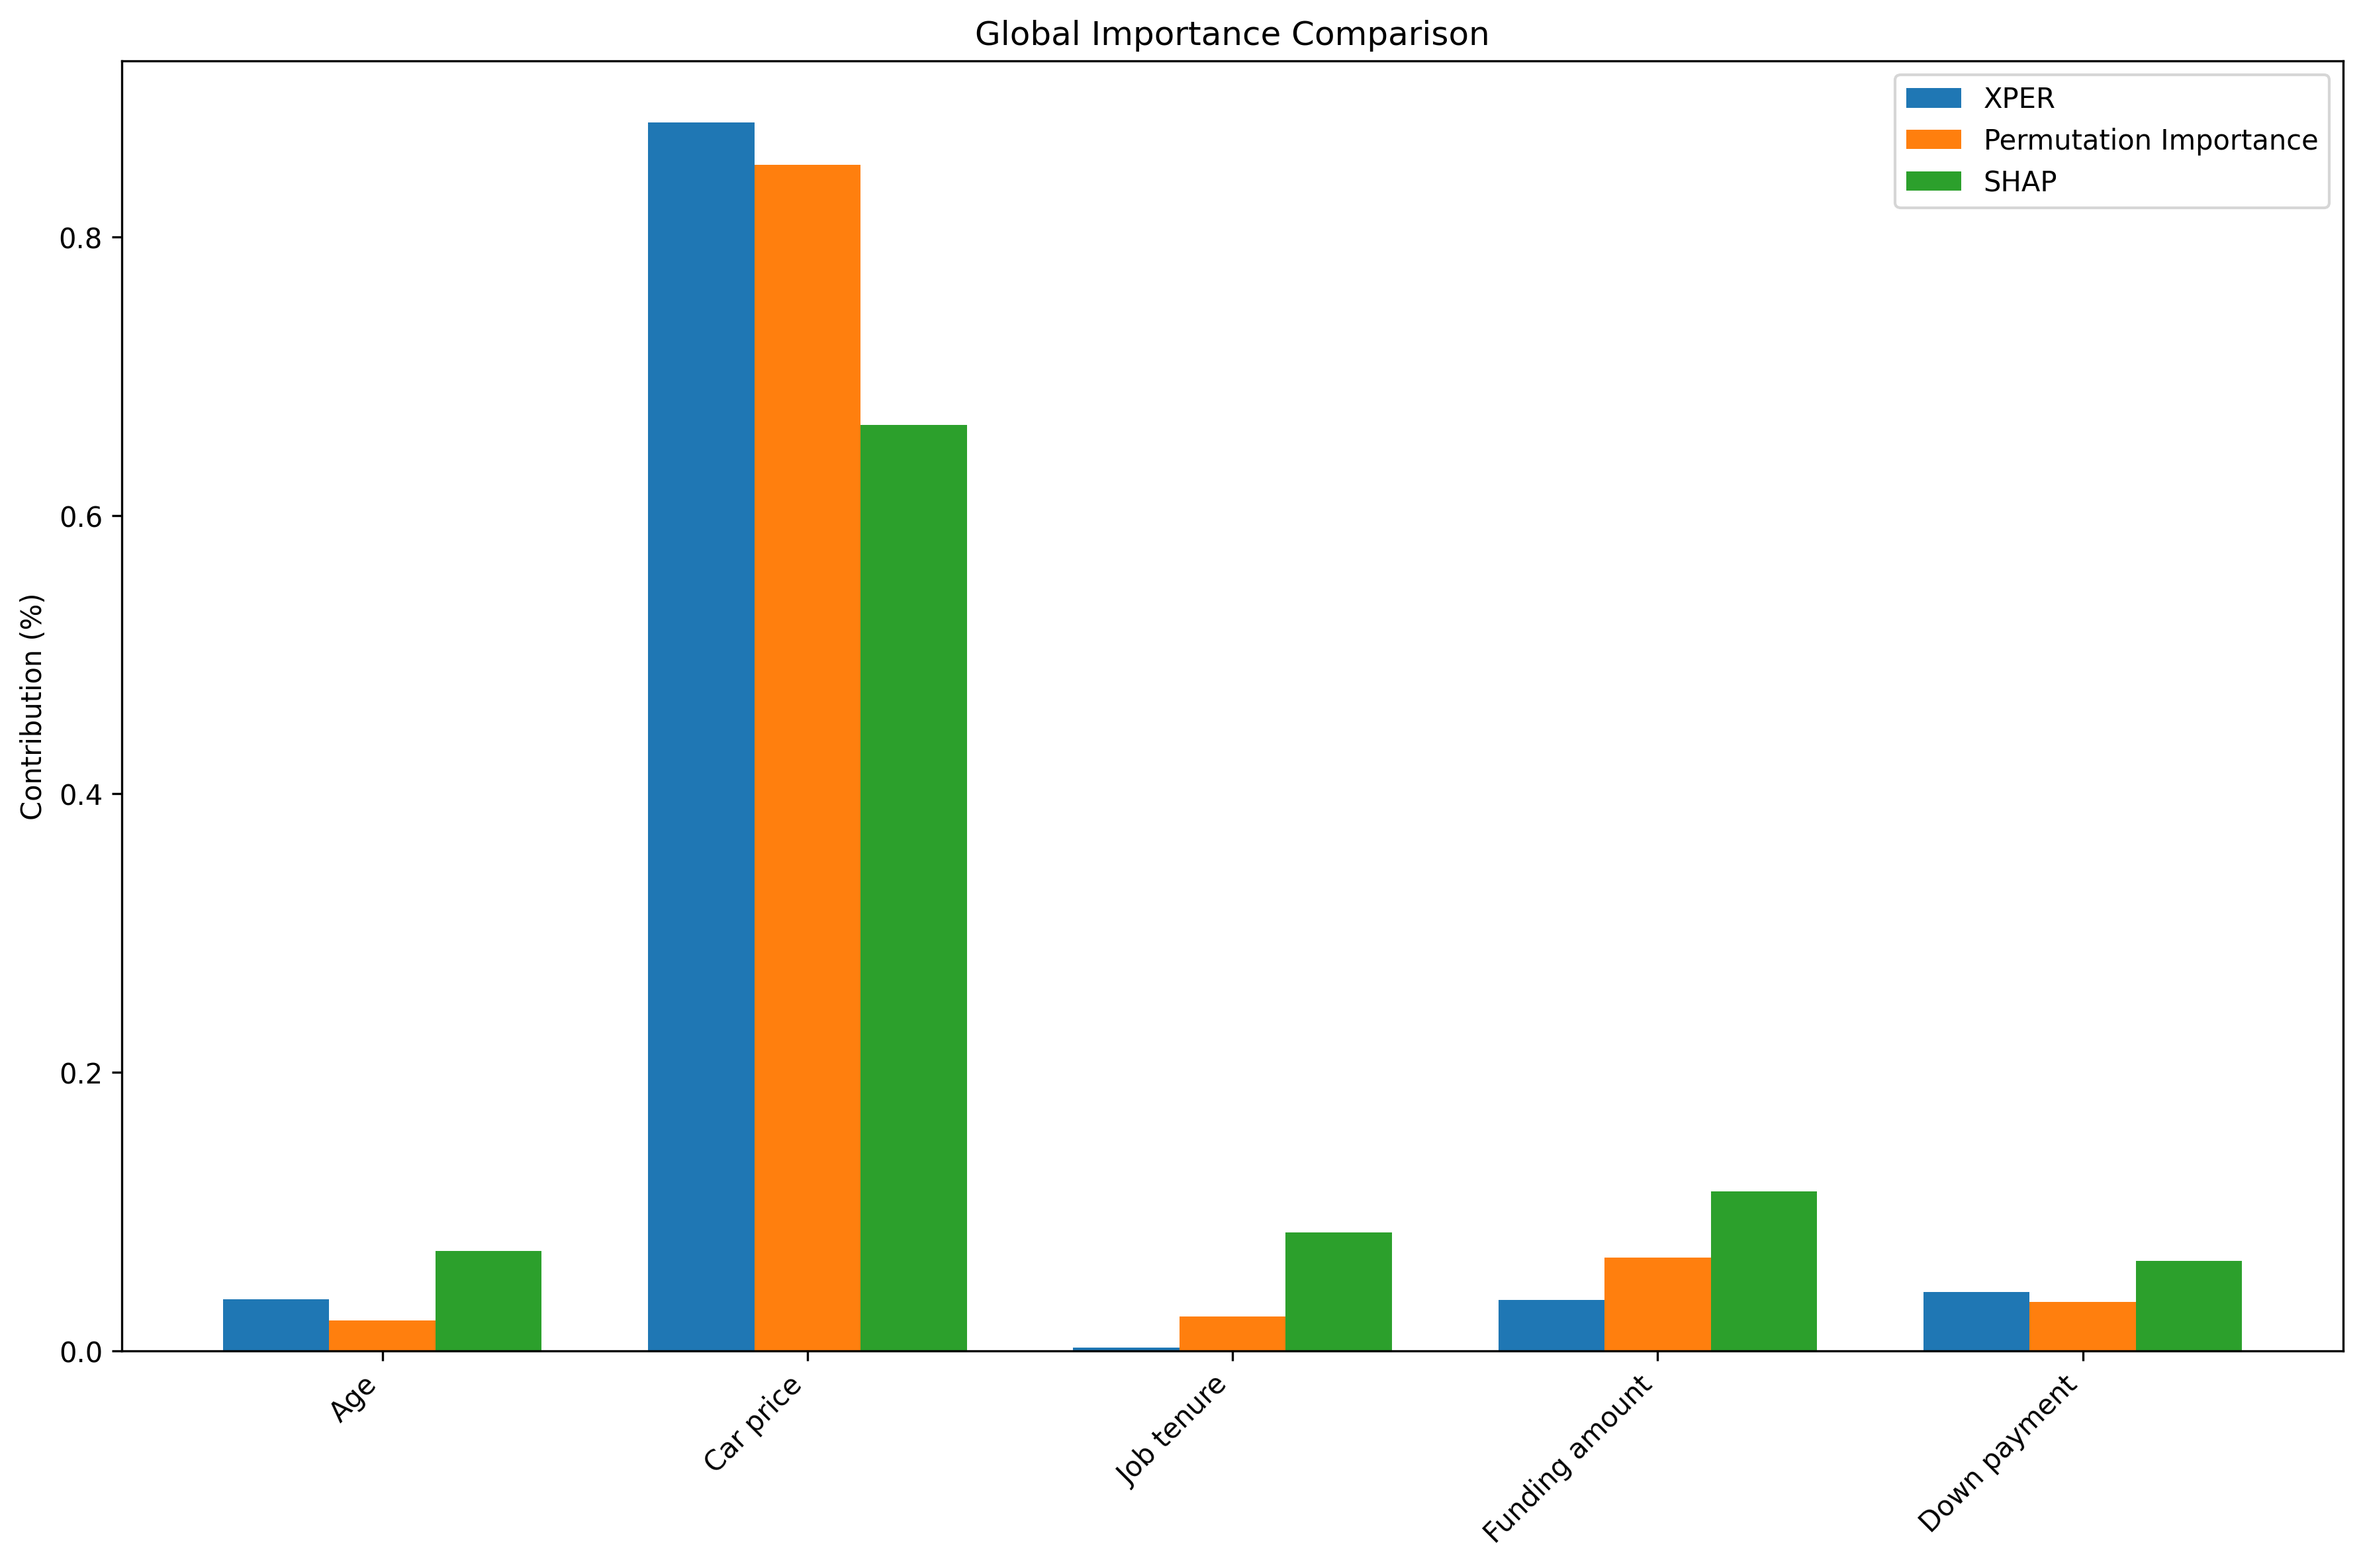 Global Importance Comparison
XPER
Permutation Importance
SHAP
Contribution (%)
0.8
0.6
0.4
0.2
0.0
Age
Car price
Job tenure
Funding amount
Down payment